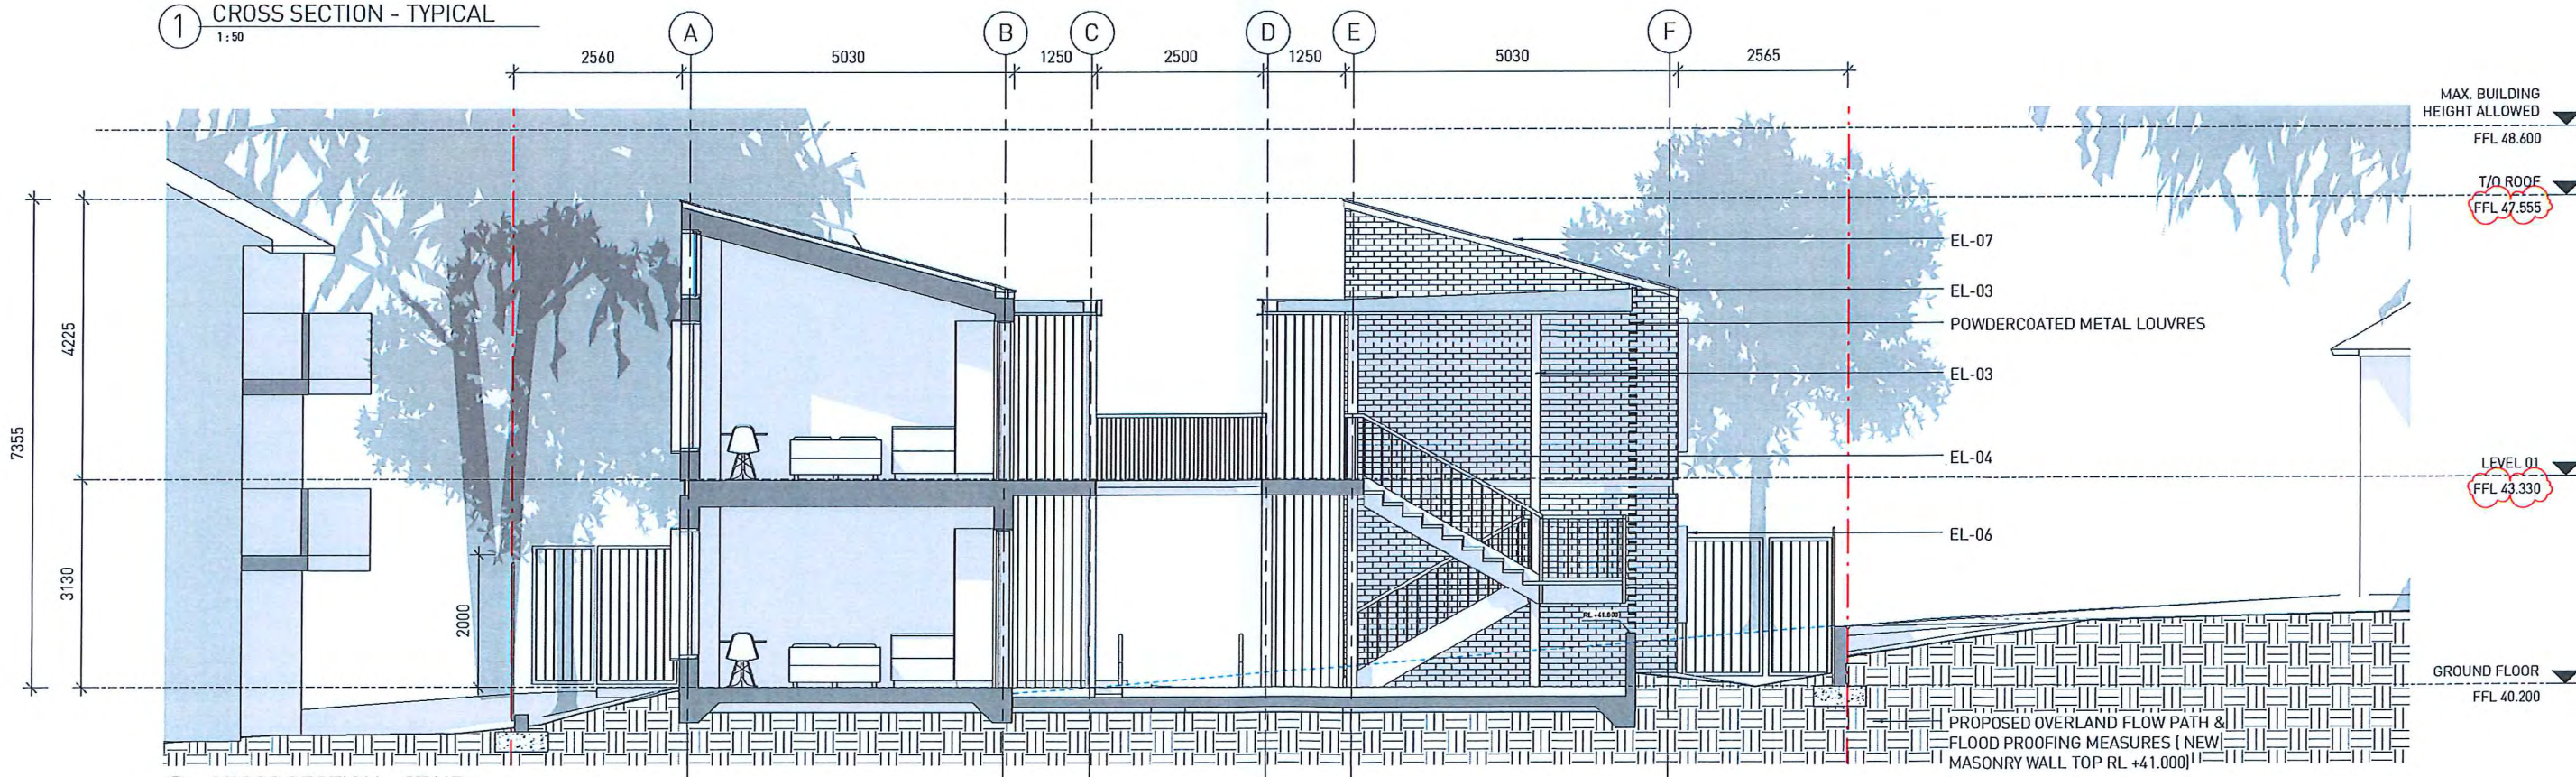 1 CROSS SECTION - TYPICAL
1:50
A B C D E F
2560 5030 1250 2500 1250 5030 2565
MAX. BUILDING
HEIGHT ALLOWED
FFL 48.600
T/O ROOF
FFL 47.555
EL-07
EL-03
POWDERCOATED METAL LOUVRES
EL-03
EL-04
LEVEL 01
FFL 43.330
EL-06
7355
4225
3130
2000
RL +41.000
GROUND FLOOR
FFL 40.200
PROPOSED OVERLAND FLOW PATH &
FLOOD PROOFING MEASURES ( NEW
MASONRY WALL TOP RL +41.000)